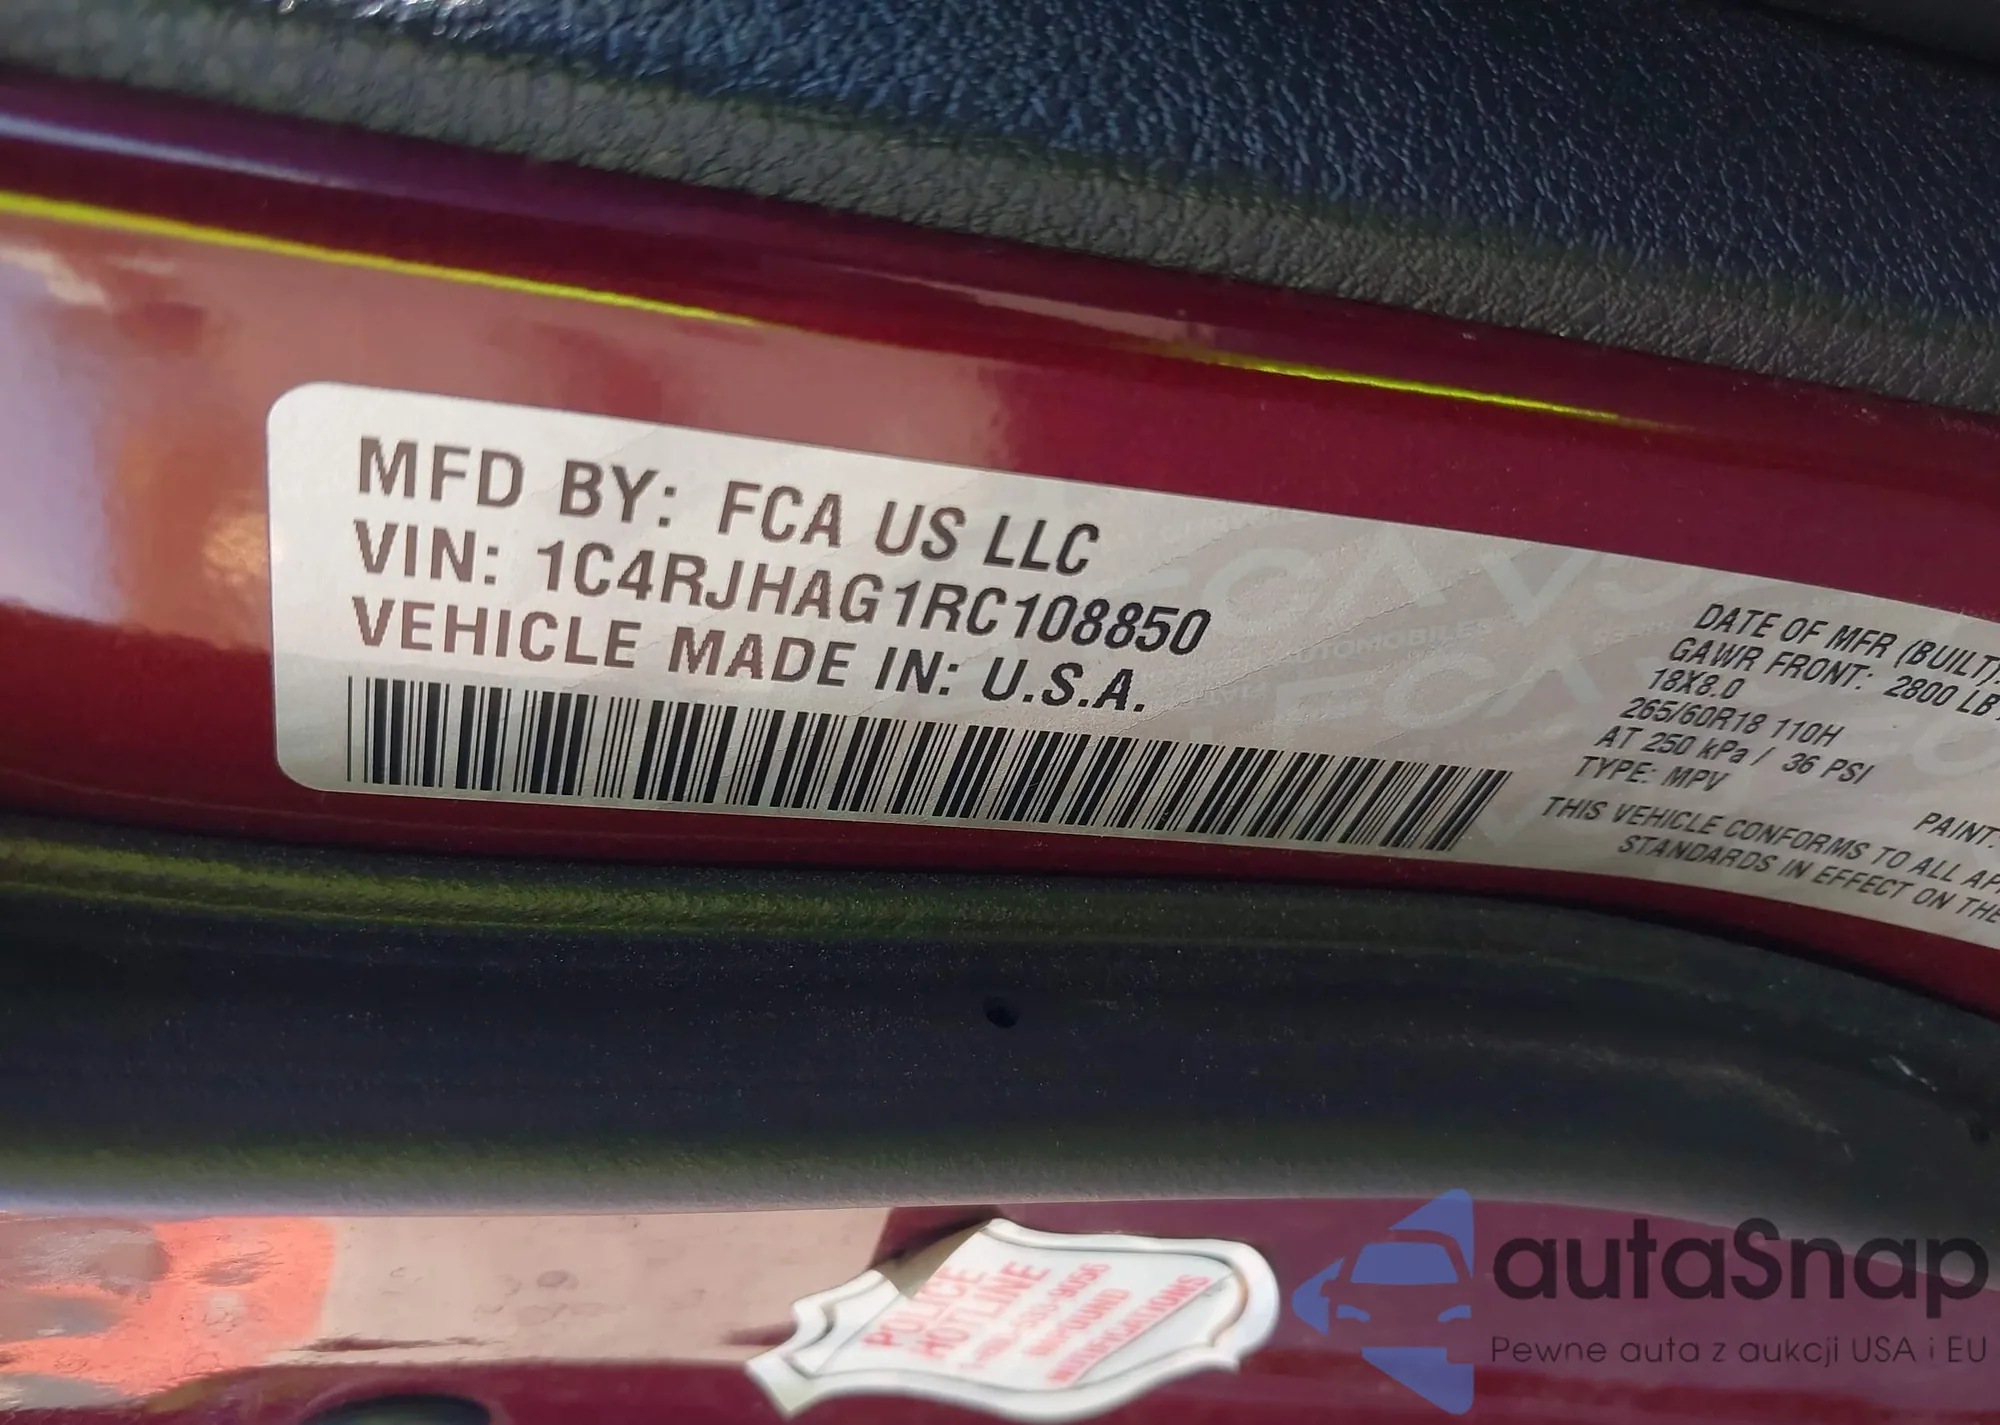 MFD BY: FCA US LLC
VIN: 1C4RJHAG1RC108850
VEHICLE MADE IN: U.S.A.
DATE OF MFR (BUILT):
GAWR FRONT: 2800 LB
18X8.0
265/60R18 110H
AT 250 kPa / 36 PSI
TYPE: MPV
PAINT:
THIS VEHICLE CONFORMS TO ALL
STANDARDS IN EFFECT ON THE
POLICE
HOTLINE
IMPOUND
autaSnap
Pewne auta z aukcji USA i EU